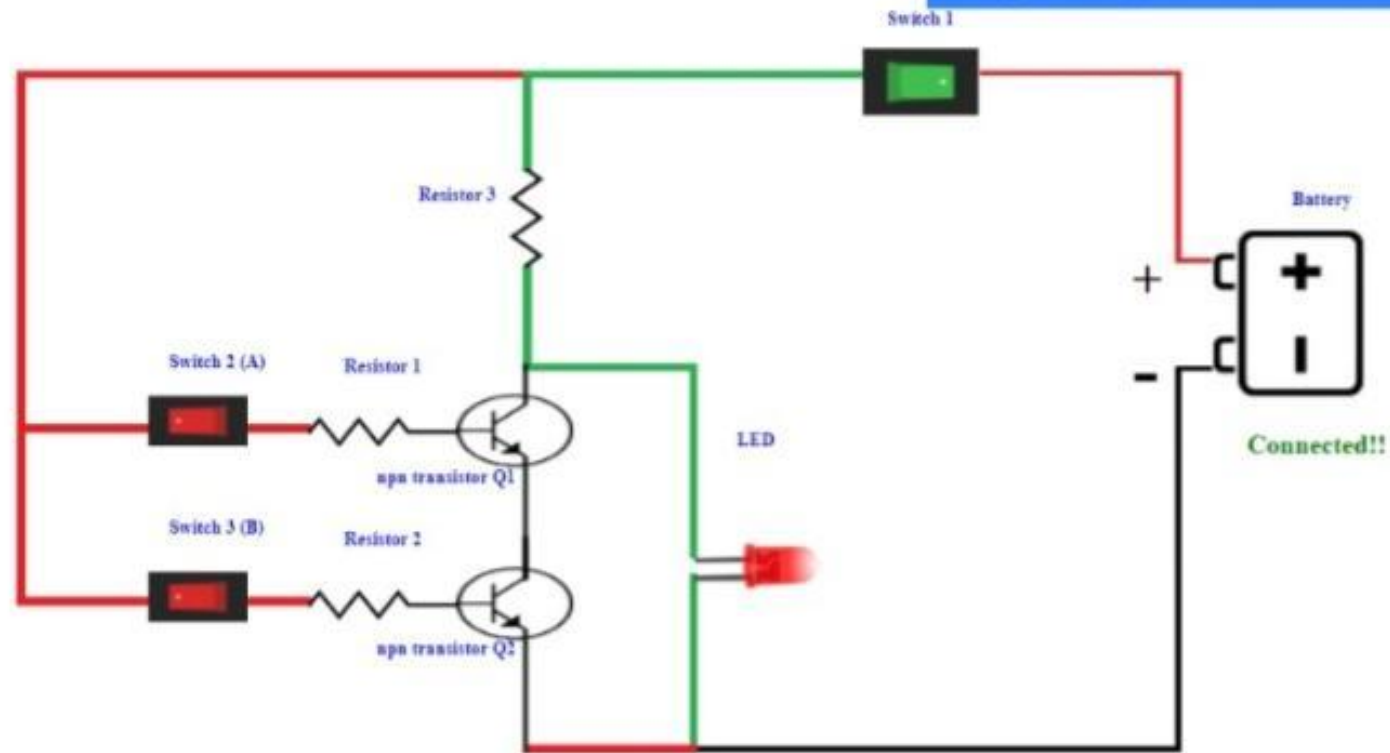 Switch 1
Resistor 3
Battery
+
+
-
-
Switch 2 (A)
Resistor 1
LED
Connected!!
npn transistor Q1
Switch 3 (B)
Resistor 2
npn transistor Q2